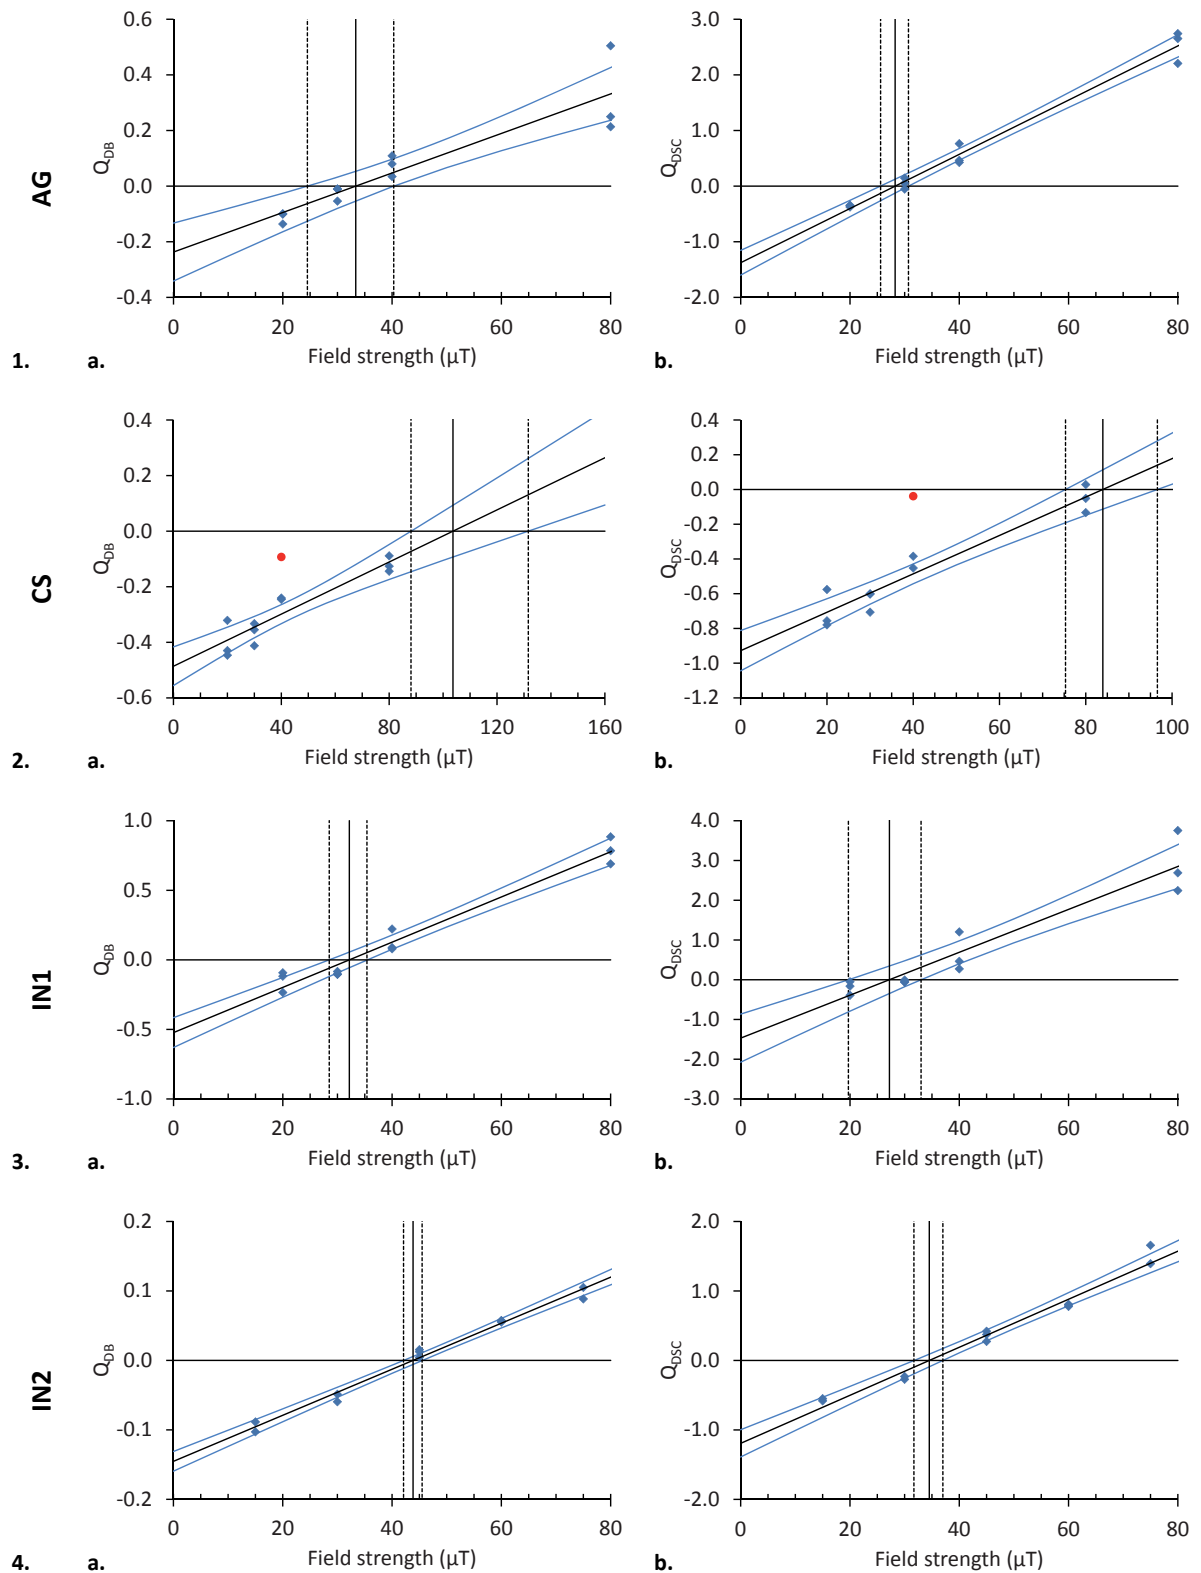 AG
0.6
0.4
0.2
0.0
-0.2
-0.4
Q_DB
0 20 40 60 80
Field strength (µT)
1. a.
3.0
2.0
1.0
0.0
-1.0
-2.0
Q_DSC
0 20 40 60 80
Field strength (µT)
b.
CS
0.4
0.2
0.0
-0.2
-0.4
-0.6
Q_DB
0 40 80 120 160
Field strength (µT)
2. a.
0.4
0.2
0.0
-0.2
-0.4
-0.6
-0.8
-1.0
-1.2
Q_DSC
0 20 40 60 80 100
Field strength (µT)
b.
IN1
1.0
0.5
0.0
-0.5
-1.0
Q_DB
0 20 40 60 80
Field strength (µT)
3. a.
4.0
3.0
2.0
1.0
0.0
-1.0
-2.0
-3.0
Q_DSC
0 20 40 60 80
Field strength (µT)
b.
IN2
0.2
0.1
0.0
-0.1
-0.2
Q_DB
0 20 40 60 80
Field strength (µT)
4. a.
2.0
1.0
0.0
-1.0
-2.0
Q_DSC
0 20 40 60 80
Field strength (µT)
b.